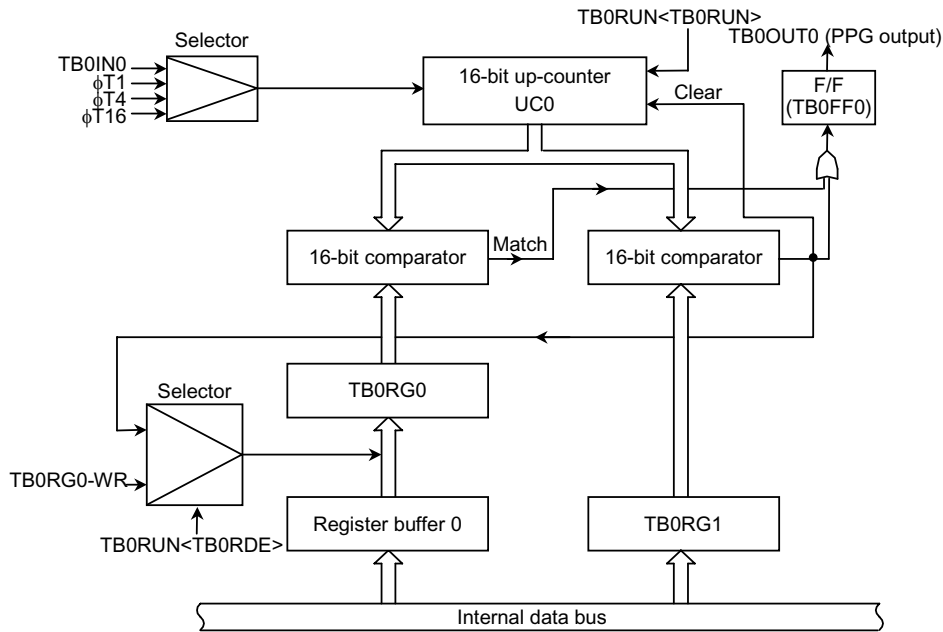 TB0RUN<TB0RUN>
TB0OUT0 (PPG output)
Selector
TB0IN0
ϕT1
ϕT4
ϕT16
16-bit up-counter
UC0
Clear
F/F
(TB0FF0)
16-bit comparator
Match
16-bit comparator
TB0RG0
Selector
TB0RG0-WR
TB0RUN<TB0RDE>
Register buffer 0
TB0RG1
Internal data bus